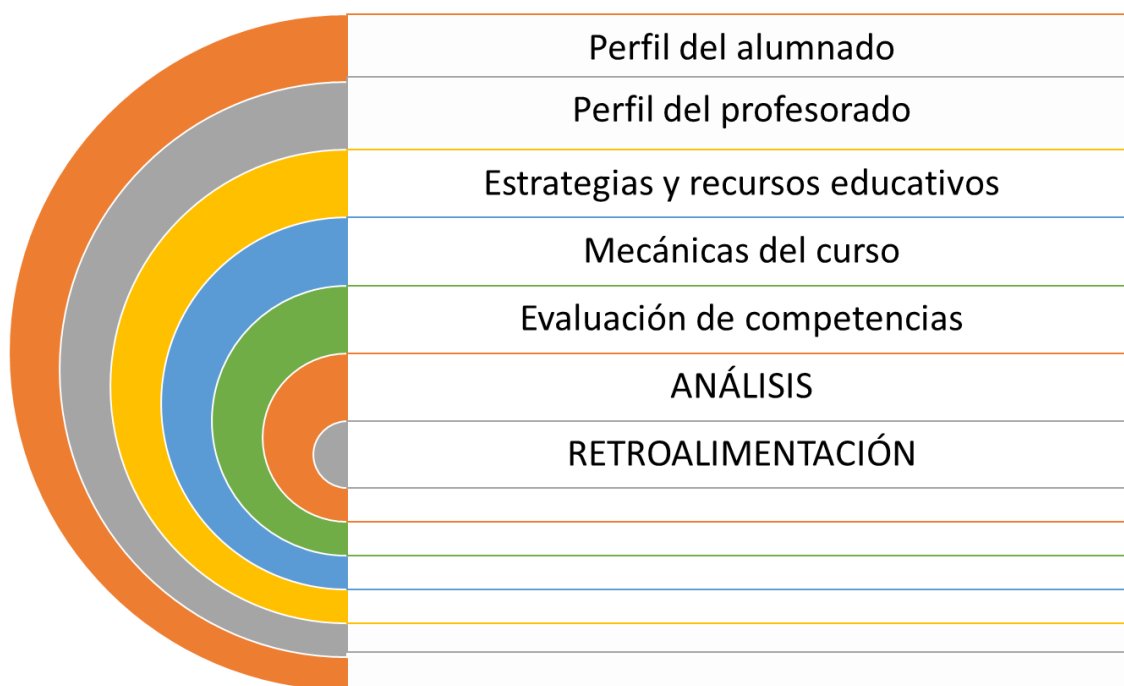 Perfil del alumnado
Perfil del profesorado
Estrategias y recursos educativos
Mecánicas del curso
Evaluación de competencias
ANÁLISIS
RETROALIMENTACIÓN